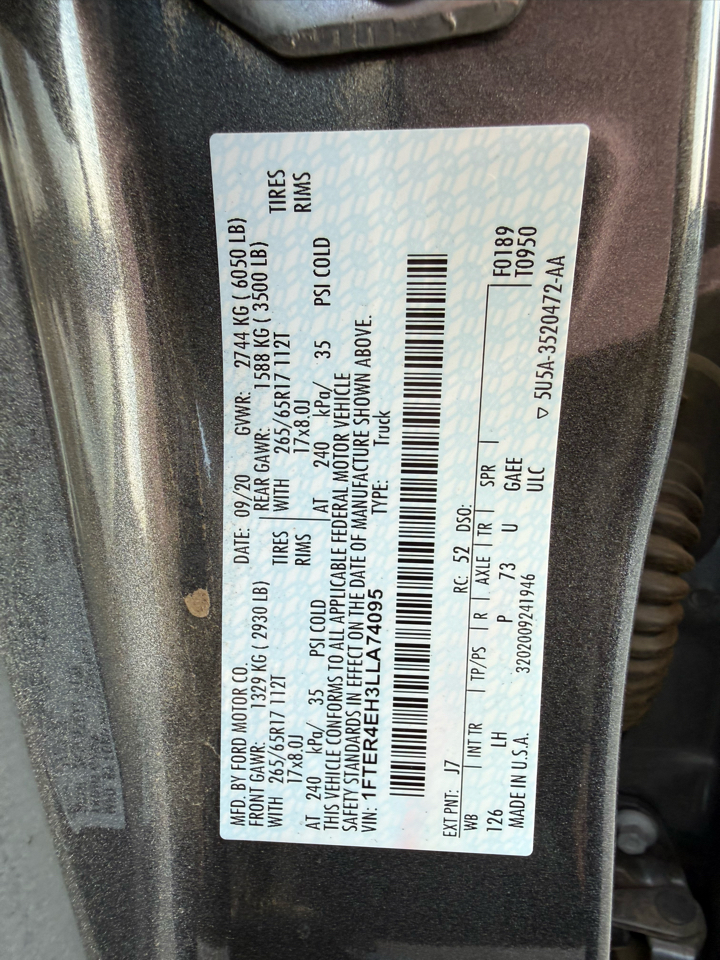 MFD. BY FORD MOTOR CO. DATE: 09/20 GVWR: 2744 KG ( 6050 LB)
FRONT GAWR: 1329 KG ( 2930 LB) REAR GAWR: 1588 KG ( 3500 LB)
WITH 265/65R17 112T TIRES WITH 265/65R17 112T TIRES
17x8.0J RIMS 17x8.0J RIMS
AT 240 kPa/ 35 PSI COLD AT 240 kPa/ 35 PSI COLD
THIS VEHICLE CONFORMS TO ALL APPLICABLE FEDERAL MOTOR VEHICLE
SAFETY STANDARDS IN EFFECT ON THE DATE OF MANUFACTURE SHOWN ABOVE.
VIN: 1FTER4EH3LLA74095 TYPE: Truck
EXT PNT: J7 RC: 52 DSO:
WB INT TR TP/PS R AXLE TR SPR
126 LH P 73 U GAEE F0189
ULC T0950
MADE IN U.S.A. 3202009241946 ▽ 5U5A-3520472-AA